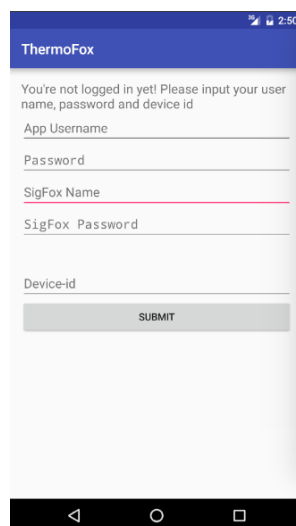 3G 2:50
ThermoFox
You're not logged in yet! Please input your user
name, password and device id
App Username
Password
SigFox Name
SigFox Password
Device-id
SUBMIT